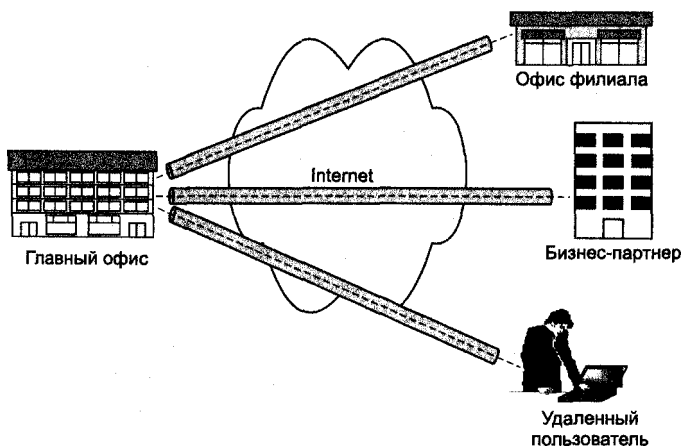 Офис филиала
Internet
Главный офис
Бизнес-партнер
Удаленный
пользователь